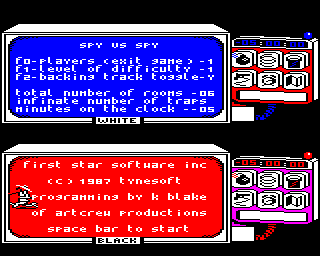 SPY VS SPY
F0-players (exit game) -1
F1-level of difficulty -1
F2-backing track toggle-Y
total number of rooms -06
infinate number of traps
minutes on the clock --05
WHITE
first star software inc
(c) 1987 tynesoft
programming by k blake
of artcrew productions
space bar to start
BLACK